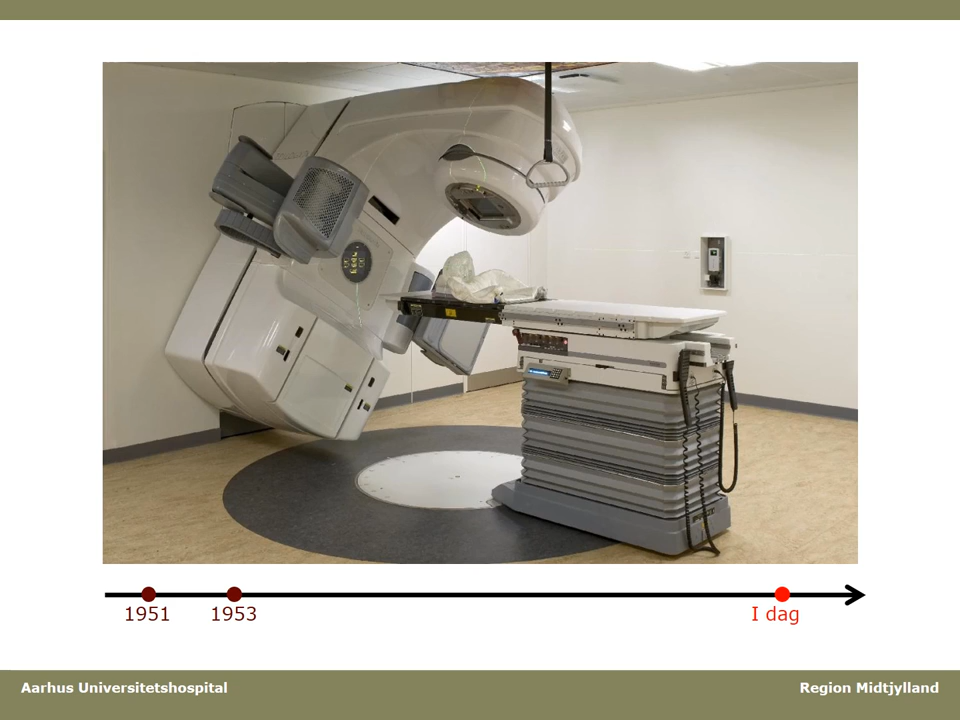 1951
1953
I dag
Aarhus Universitetshospital
Region Midtjylland